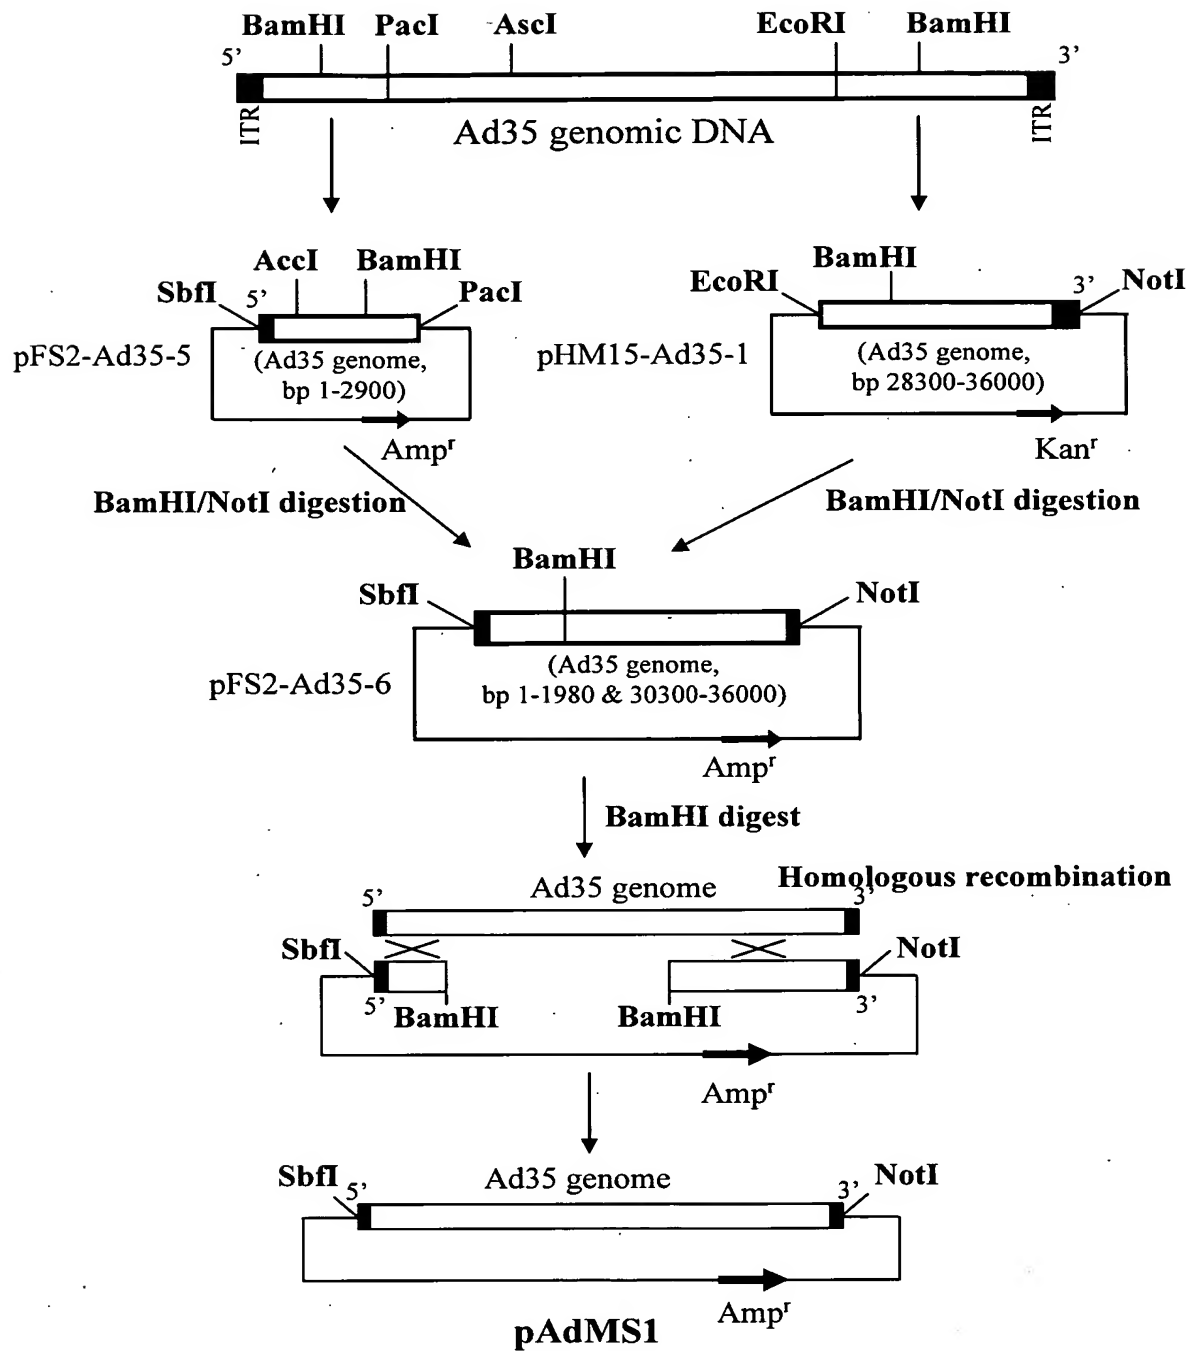 BamHI PacI AscI EcoRI BamHI
5’ 3’
ITR ITR
Ad35 genomic DNA
AccI BamHI
SbfI 5’ PacI
pFS2-Ad35-5
(Ad35 genome,
bp 1-2900)
Ampʳ
BamHI
EcoRI 3’ NotI
pHM15-Ad35-1
(Ad35 genome,
bp 28300-36000)
Kanʳ
BamHI/NotI digestion
BamHI/NotI digestion
BamHI
SbfI NotI
pFS2-Ad35-6
(Ad35 genome,
bp 1-1980 & 30300-36000)
Ampʳ
BamHI digest
Homologous recombination
5’ Ad35 genome 3’
SbfI NotI
5’ BamHI BamHI 3’
Ampʳ
SbfI 5’ Ad35 genome 3’ NotI
Ampʳ
pAdMS1